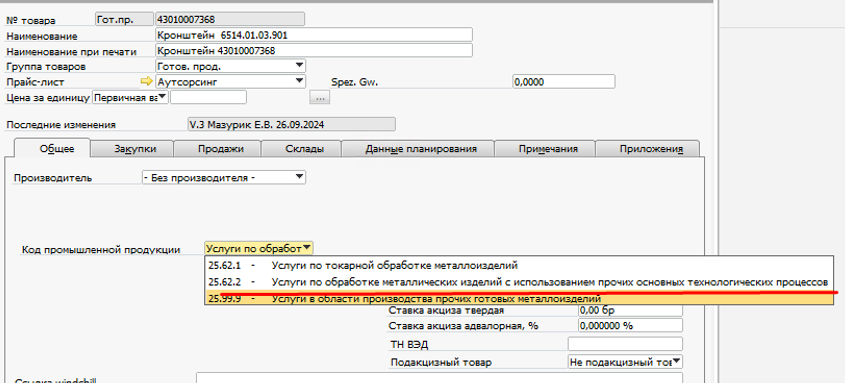 № товара Гот.пр. 43010007368
Наименование Кронштейн 6514.01.03.901
Наименование при печати Кронштейн 43010007368
Группа товаров Готов. прод.
Прайс-лист Аутсорсинг Spez. Gw. 0,0000
Цена за единицу Первичная ва ...
Последние изменения V.3 Мазурик Е.В. 26.09.2024
Общее Закупки Продажи Склады Данные планирования Примечания Приложения
Производитель - Без производителя -
Код промышленной продукции Услуги по обработ
25.62.1 - Услуги по токарной обработке металлоизделий
25.62.2 - Услуги по обработке металлических изделий с использованием прочих основных технологических процессов
25.99.9 - Услуги в области производства прочих готовых металлоизделий
Ставка акциза твердая 0,00 бр
Ставка акциза адвалорная, % 0,000000 %
ТН ВЭД
Подакцизный товар Не подакцизный тов
Ссылка windchill